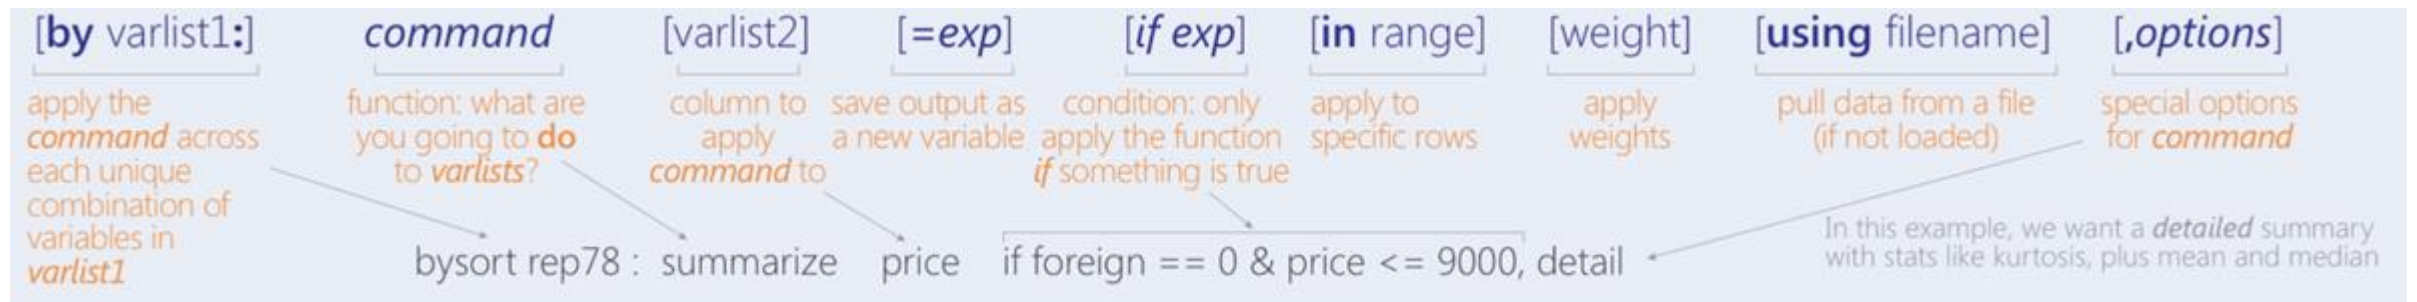 [by varlist1:] command [varlist2] [=exp] [if exp] [in range] [weight] [using filename] [,options]
apply the
command across
each unique
combination of
variables in
varlist1
function: what are
you going to do
to varlists?
column to
apply
command to
save output as
a new variable
condition: only
apply the function
if something is true
apply to
specific rows
apply
weights
pull data from a file
(if not loaded)
special options
for command
bysort rep78 : summarize price if foreign == 0 & price <= 9000, detail
In this example, we want a detailed summary
with stats like kurtosis, plus mean and median